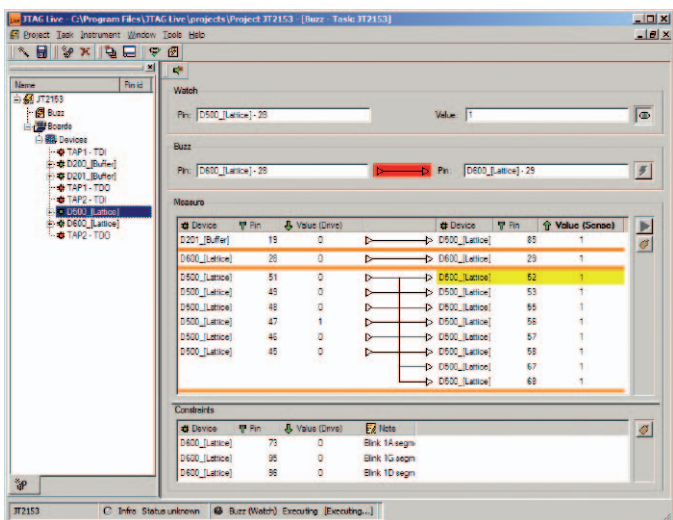 JTAG Live - C:\Program Files\JTAG Live\projects\Project JT2153 - [Buzz - Task: JT2153]
Project Task Instrument Window Tools Help
Name Pin id
JT2153
Buzz
Boards
Devices
TAP1 - TDI
D200_[Buffer]
D201_[Buffer]
TAP1 - TDO
TAP2 - TDI
D500_[Lattice]
D600_[Lattice]
TAP2 - TDO
Watch
Pin: D500_[Lattice] - 29 Value: 1
Buzz
Pin: D600_[Lattice] - 28 Pin: D600_[Lattice] - 29
Measure
Device Pin Value (Drive) Device Pin Value (Sense)
D201_[Buffer] 19 0 D500_[Lattice] 85 1
D600_[Lattice] 28 0 D600_[Lattice] 29 1
D500_[Lattice] 51 0 D500_[Lattice] 52 1
D500_[Lattice] 49 0 D500_[Lattice] 53 1
D500_[Lattice] 48 0 D500_[Lattice] 55 1
D500_[Lattice] 47 1 D500_[Lattice] 56 1
D500_[Lattice] 46 0 D500_[Lattice] 57 1
D500_[Lattice] 45 0 D500_[Lattice] 58 1
D500_[Lattice] 67 1
D500_[Lattice] 68 1
Constraints
Device Pin Value (Drive) Note
D600_[Lattice] 73 0 Blink 1A segm
D600_[Lattice] 95 0 Blink 1G segm
D600_[Lattice] 96 0 Blink 1D segm
JT2153 Infra Status unknown Buzz (Watch) Executing [Executing...]